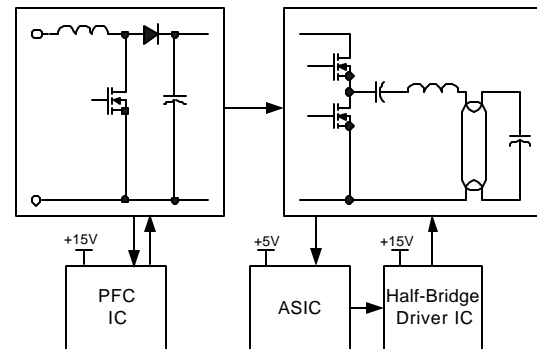 +15V
+5V
+15V
PFC
IC
ASIC
Half-Bridge
Driver IC